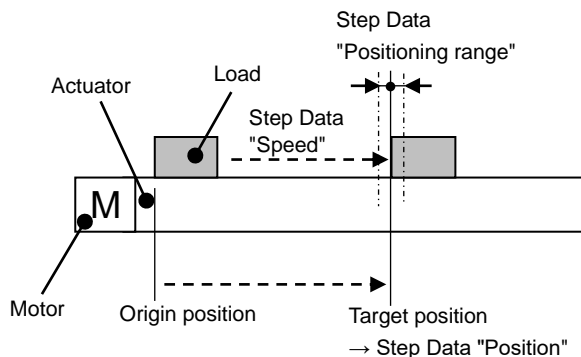 Step Data
"Positioning range"
Actuator
Load
Step Data
"Speed"
M
Motor
Origin position
Target position
→ Step Data "Position"